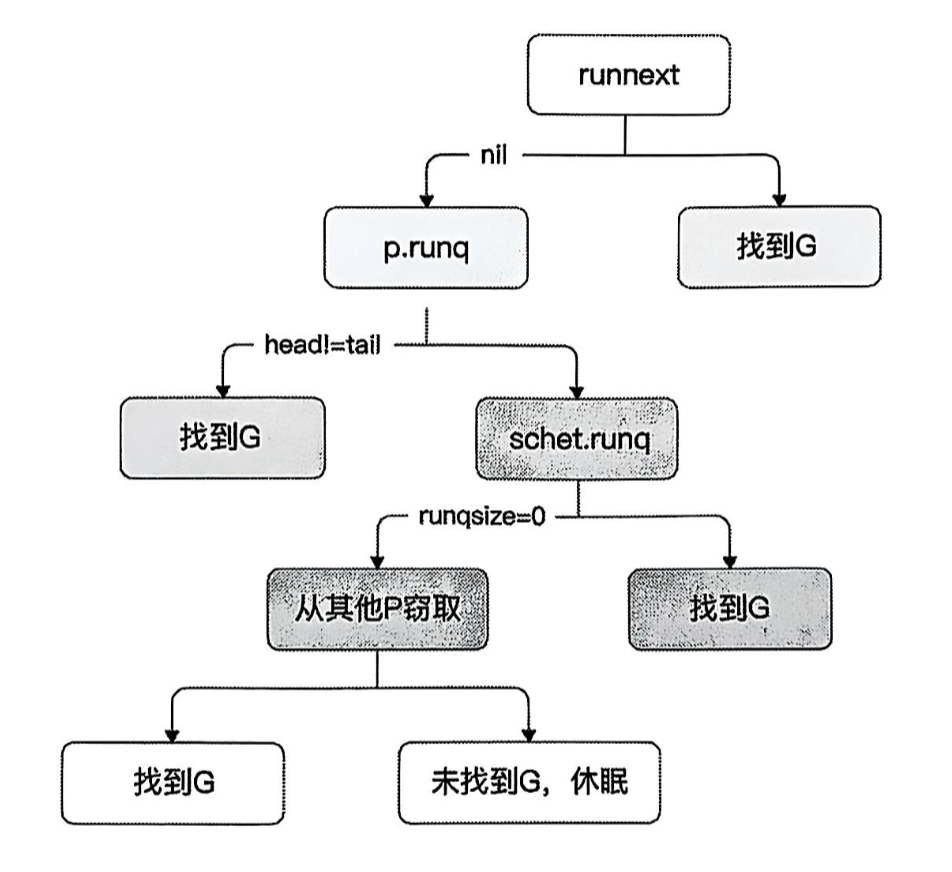 runnext
nil
p.runq
找到G
head!=tail
找到G
schet.runq
runqsize=0
从其他P窃取
找到G
找到G
未找到G，休眠